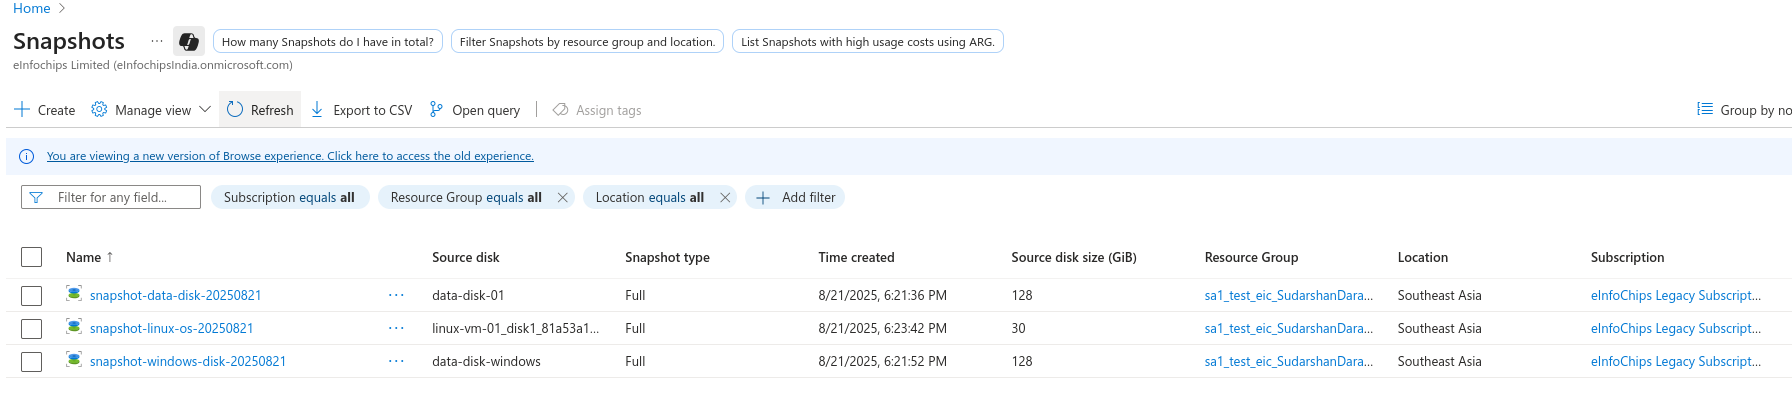 Home >
Snapshots ... How many Snapshots do I have in total? Filter Snapshots by resource group and location. List Snapshots with high usage costs using ARG.
eInfochips Limited (eInfochipsIndia.onmicrosoft.com)
Create Manage view Refresh Export to CSV Open query Assign tags Group by no
You are viewing a new version of Browse experience. Click here to access the old experience.
Filter for any field... Subscription equals all Resource Group equals all Location equals all Add filter
Name ↑ Source disk Snapshot type Time created Source disk size (GiB) Resource Group Location Subscription
snapshot-data-disk-20250821 ... data-disk-01 Full 8/21/2025, 6:21:36 PM 128 sa1_test_eic_SudarshanDara... Southeast Asia eInfoChips Legacy Subscript...
snapshot-linux-os-20250821 ... linux-vm-01_disk1_81a53a1... Full 8/21/2025, 6:23:42 PM 30 sa1_test_eic_SudarshanDara... Southeast Asia eInfoChips Legacy Subscript...
snapshot-windows-disk-20250821 ... data-disk-windows Full 8/21/2025, 6:21:52 PM 128 sa1_test_eic_SudarshanDara... Southeast Asia eInfoChips Legacy Subscript...